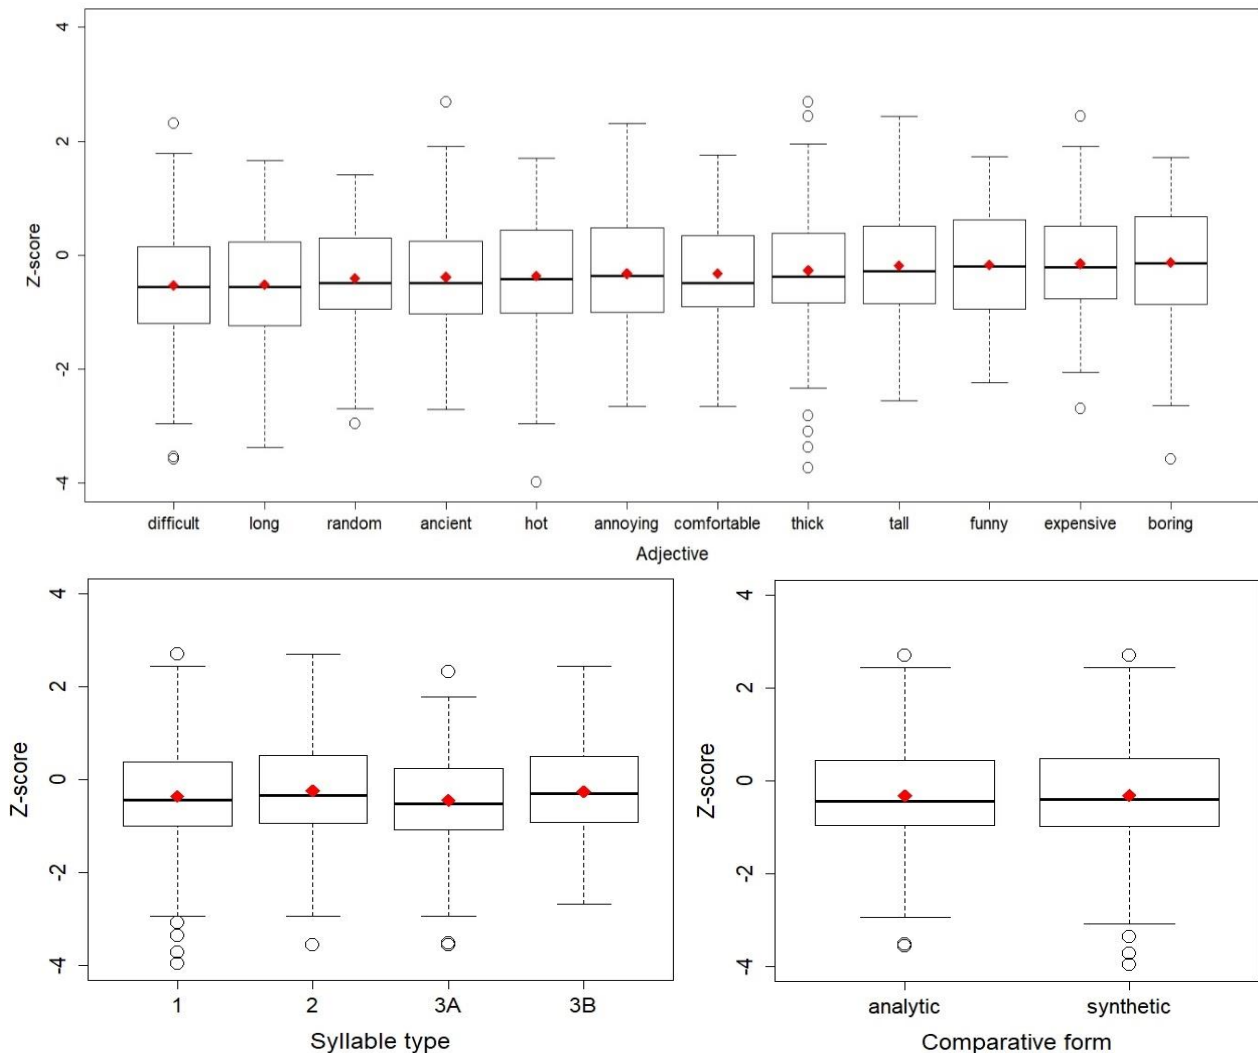 Z-score
4
2
0
-2
-4
difficult long random ancient hot annoying comfortable thick tall funny expensive boring
Adjective
Z-score
4
2
0
-2
-4
1 2 3A 3B
Syllable type
Z-score
4
2
0
-2
-4
analytic synthetic
Comparative form